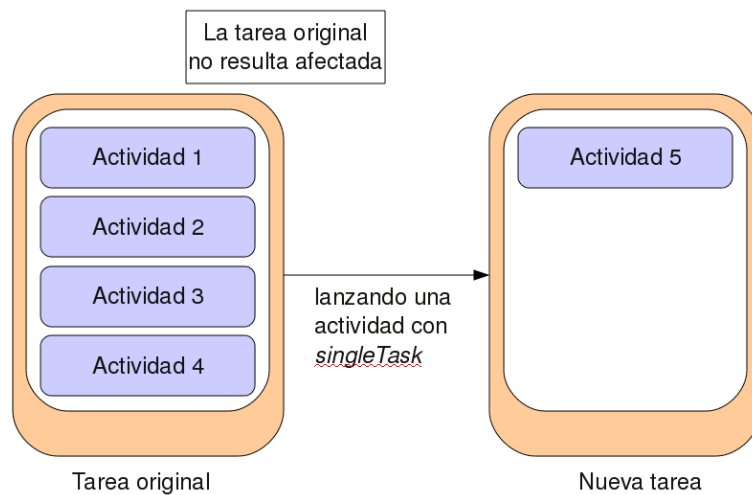 La tarea original
no resulta afectada
Actividad 1
Actividad 2
Actividad 3
Actividad 4
Tarea original
lanzando una
actividad con
singleTask
Actividad 5
Nueva tarea